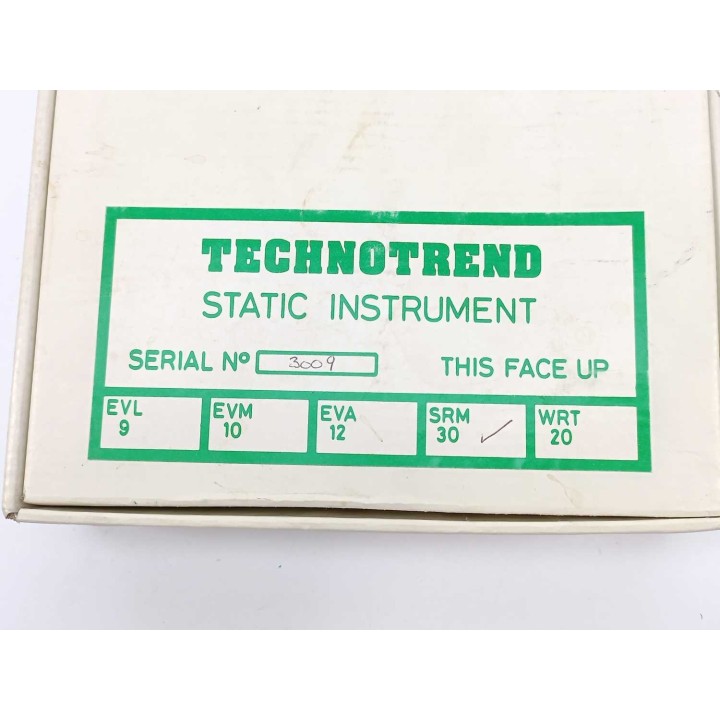 TECHNOTREND
STATIC INSTRUMENT
SERIAL Nº 3009 THIS FACE UP
EVL EVM EVA SRM WRT
9 10 12 30 ✓ 20